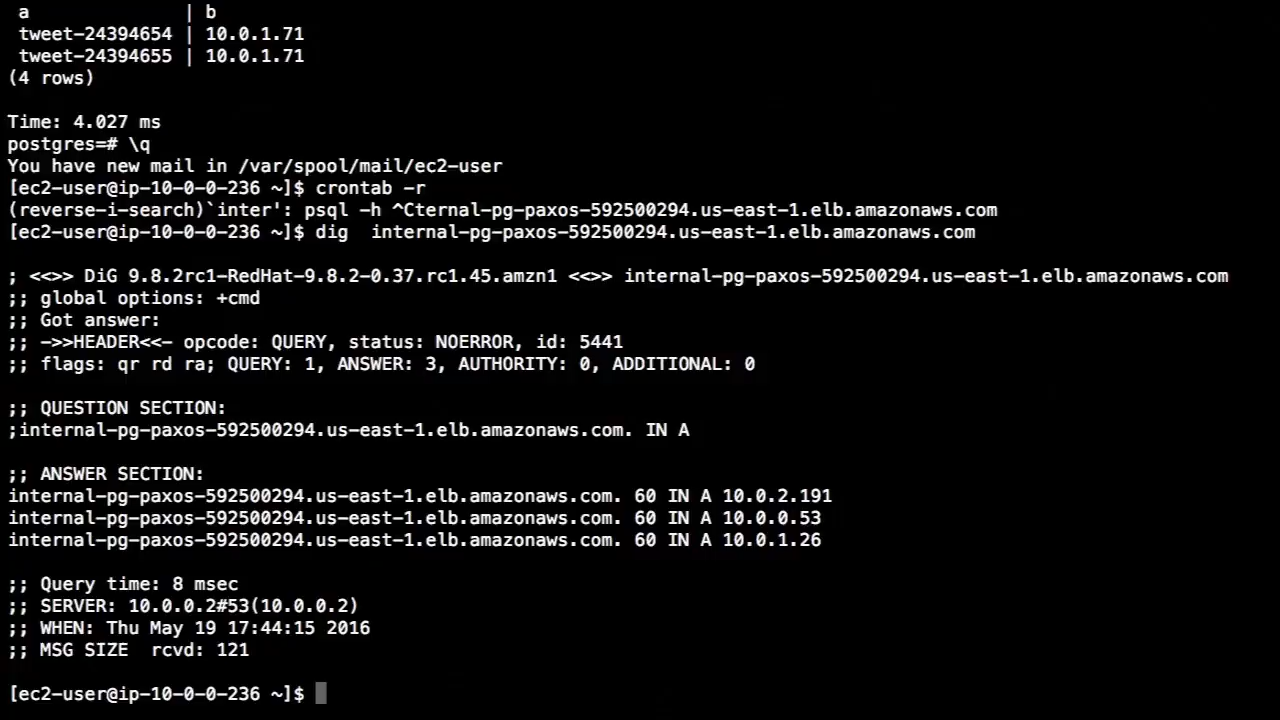 a | b
tweet-24394654 | 10.0.1.71
tweet-24394655 | 10.0.1.71
(4 rows)
Time: 4.027 ms
postgres=# \q
You have new mail in /var/spool/mail/ec2-user
[ec2-user@ip-10-0-0-236 ~]$ crontab -r
(reverse-i-search)`inter': psql -h ^Cternal-pg-paxos-592500294.us-east-1.elb.amazonaws.com
[ec2-user@ip-10-0-0-236 ~]$ dig  internal-pg-paxos-592500294.us-east-1.elb.amazonaws.com
; <<>> DiG 9.8.2rc1-RedHat-9.8.2-0.37.rc1.45.amzn1 <<>> internal-pg-paxos-592500294.us-east-1.elb.amazonaws.com
;; global options: +cmd
;; Got answer:
;; ->>HEADER<<- opcode: QUERY, status: NOERROR, id: 5441
;; flags: qr rd ra; QUERY: 1, ANSWER: 3, AUTHORITY: 0, ADDITIONAL: 0
;; QUESTION SECTION:
;internal-pg-paxos-592500294.us-east-1.elb.amazonaws.com. IN A
;; ANSWER SECTION:
internal-pg-paxos-592500294.us-east-1.elb.amazonaws.com. 60 IN A 10.0.2.191
internal-pg-paxos-592500294.us-east-1.elb.amazonaws.com. 60 IN A 10.0.0.53
internal-pg-paxos-592500294.us-east-1.elb.amazonaws.com. 60 IN A 10.0.1.26
;; Query time: 8 msec
;; SERVER: 10.0.0.2#53(10.0.0.2)
;; WHEN: Thu May 19 17:44:15 2016
;; MSG SIZE  rcvd: 121
[ec2-user@ip-10-0-0-236 ~]$